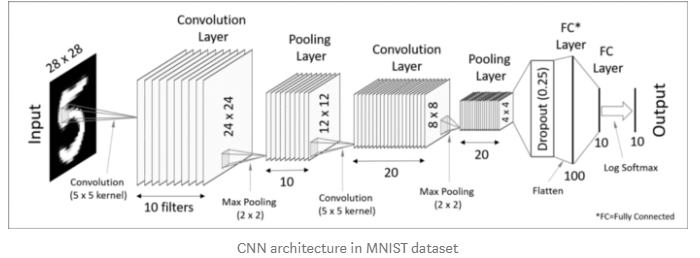 Input
28 x 28
Convolution
(5 x 5 kernel)
Convolution
Layer
24 x 24
10 filters
Max Pooling
(2 x 2)
Pooling
Layer
12 x 12
10
Convolution
(5 x 5 kernel)
Convolution
Layer
8 x 8
20
Max Pooling
(2 x 2)
Pooling
Layer
4 x 4
20
Dropout (0.25)
Flatten
FC*
Layer
100
FC
Layer
10
Log Softmax
10
Output
*FC=Fully Connected
CNN architecture in MNIST dataset